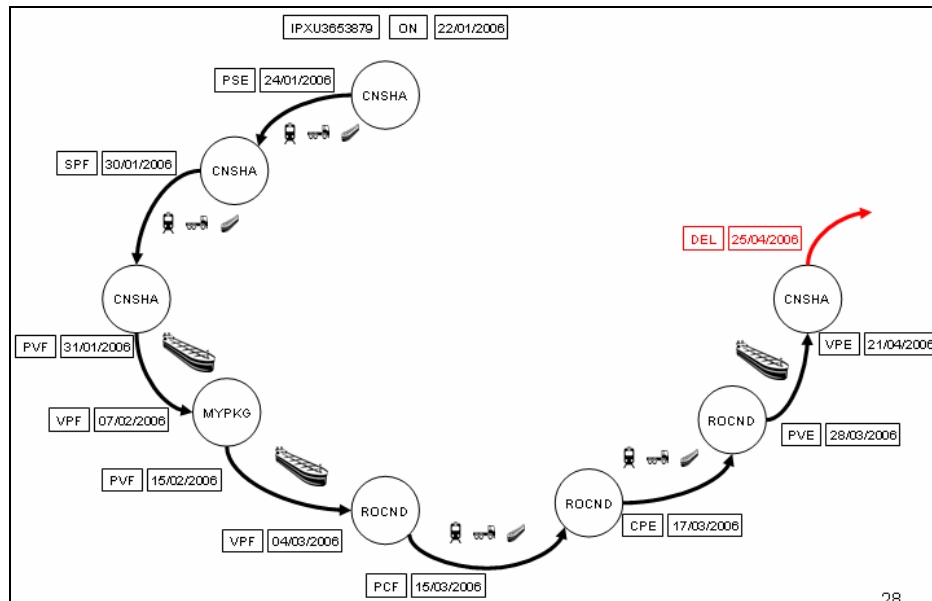 IPXU3653879 ON 22/01/2006
PSE 24/01/2006
CNSHA
CNSHA
SPF 30/01/2006
CNSHA
PVF 31/01/2006
VPF 07/02/2006
MYPKG
PVF 15/02/2006
VPF 04/03/2006
ROCND
PCF 15/03/2006
ROCND
CPE 17/03/2006
ROCND
PVE 28/03/2006
VPE 21/04/2006
CNSHA
DEL 25/04/2006
28